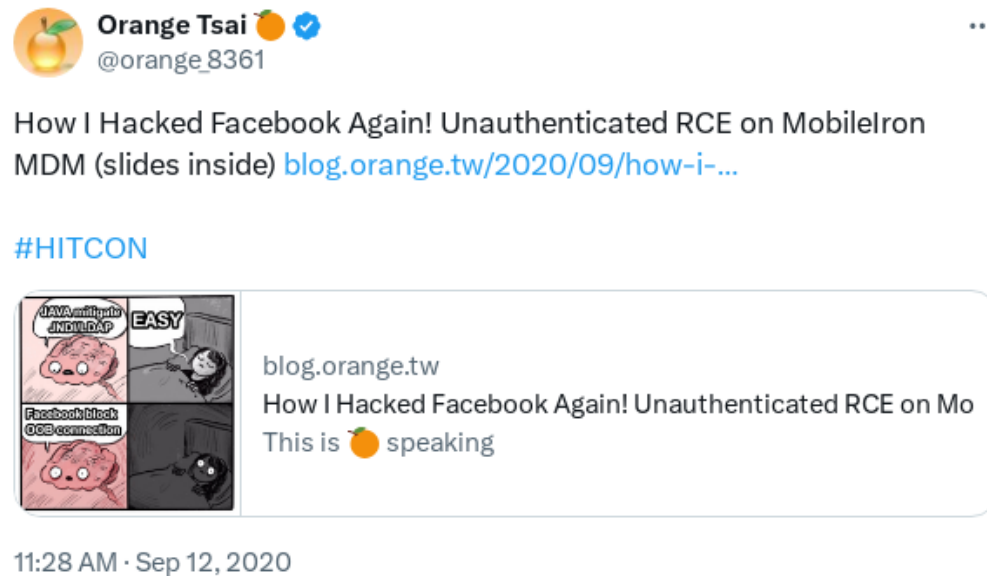 Orange Tsai 🍊
@orange_8361
How I Hacked Facebook Again! Unauthenticated RCE on MobileIron
MDM (slides inside) blog.orange.tw/2020/09/how-i-...
#HITCON
JAVA mitigate
JNDI/LDAP
EASY
Facebook block
OOB connection
blog.orange.tw
How I Hacked Facebook Again! Unauthenticated RCE on Mo
This is 🍊 speaking
11:28 AM · Sep 12, 2020